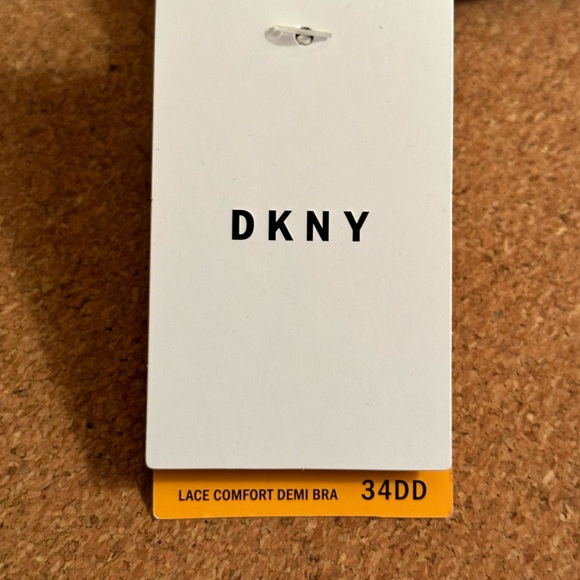 DKNY
LACE COMFORT DEMI BRA 34DD